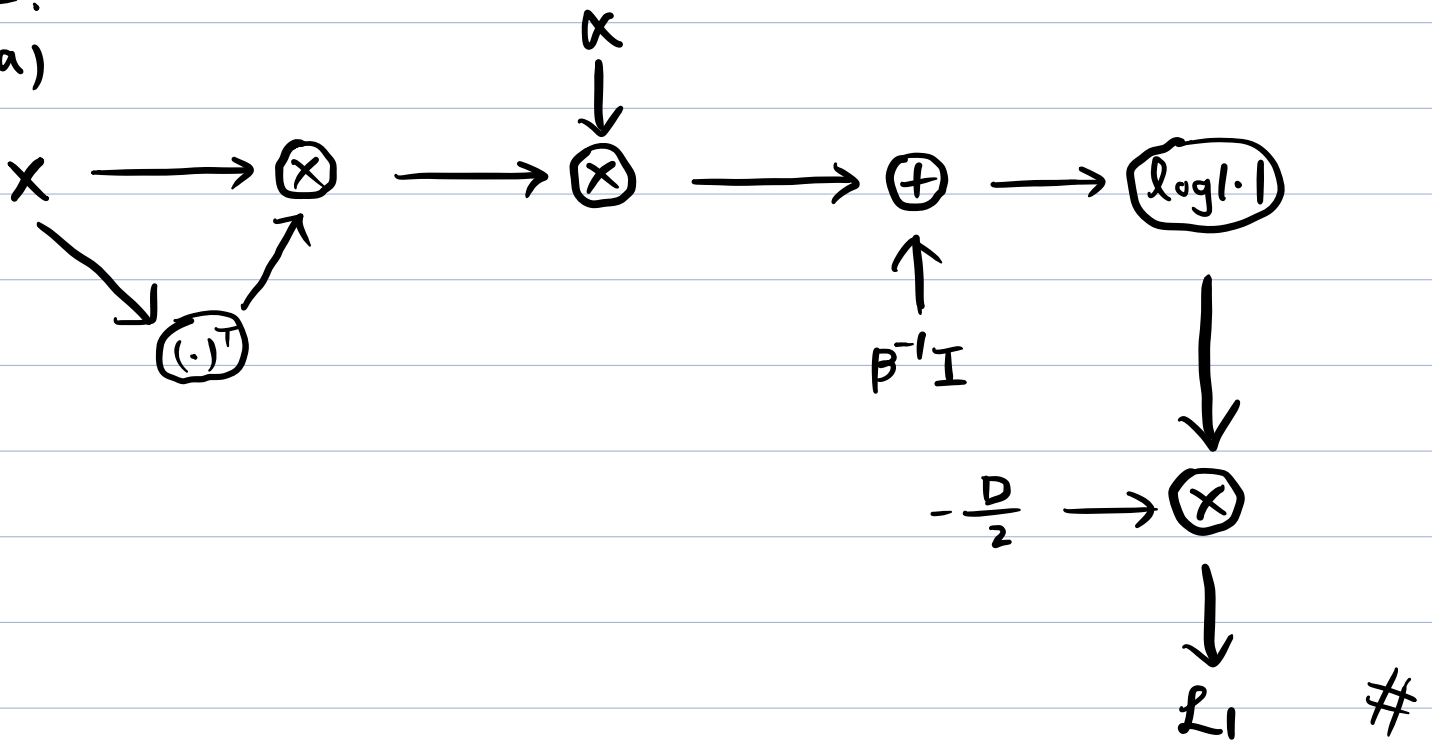 a)
α
X → ⊗ → ⊗ → ⊕ → log|·|
(·)ᵀ
β⁻¹I
-D/2 → ⊗
L₁ #